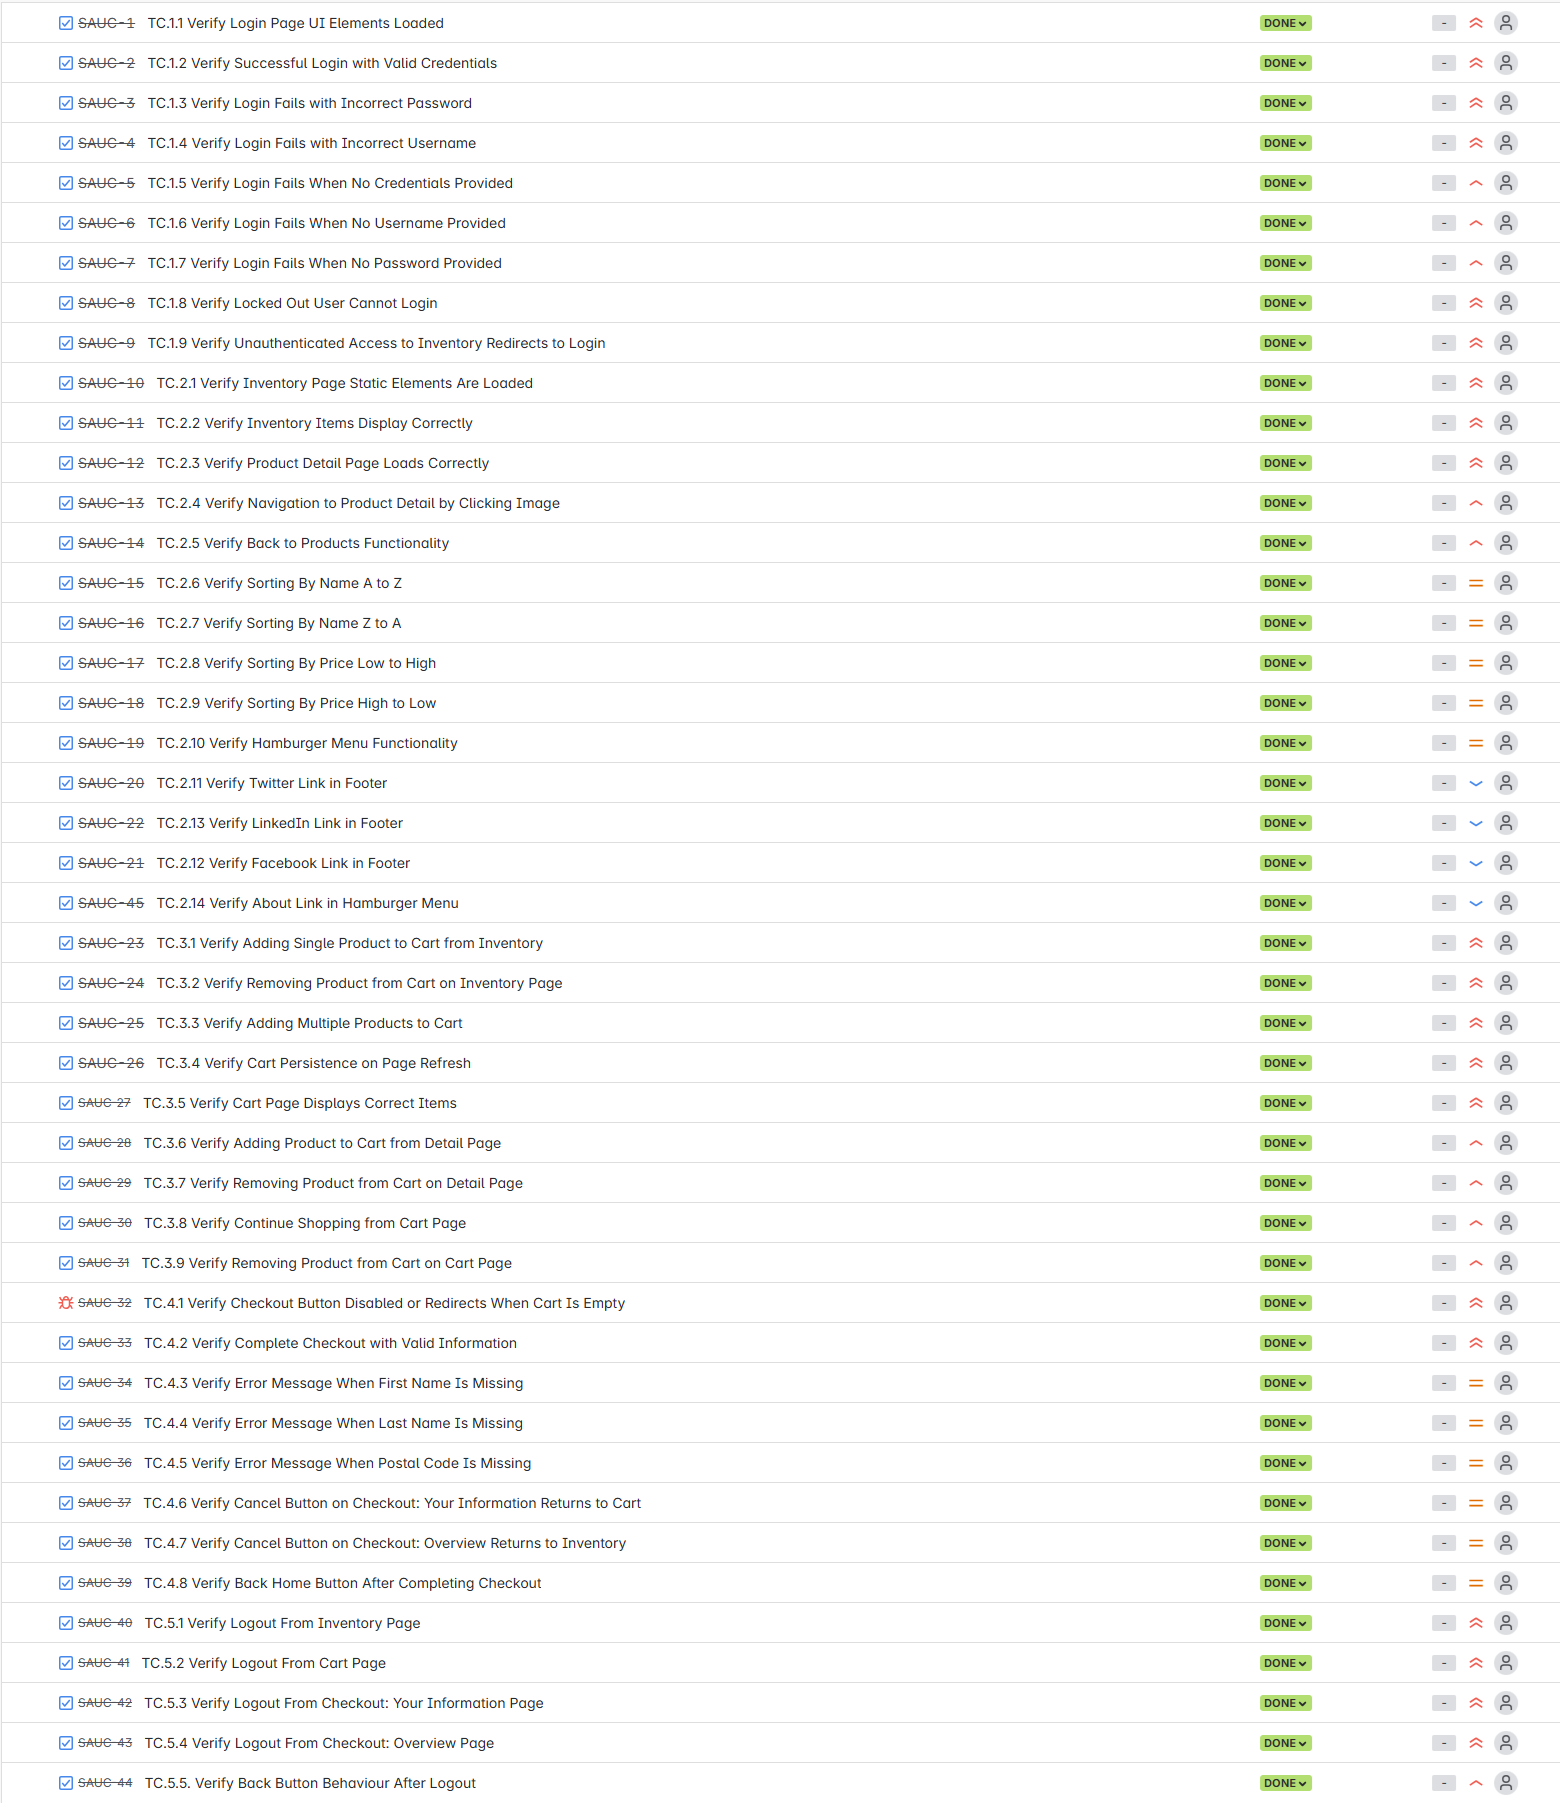 SAUC-1 TC.1.1 Verify Login Page UI Elements Loaded DONE -
SAUC-2 TC.1.2 Verify Successful Login with Valid Credentials DONE -
SAUC-3 TC.1.3 Verify Login Fails with Incorrect Password DONE -
SAUC-4 TC.1.4 Verify Login Fails with Incorrect Username DONE -
SAUC-5 TC.1.5 Verify Login Fails When No Credentials Provided DONE -
SAUC-6 TC.1.6 Verify Login Fails When No Username Provided DONE -
SAUC-7 TC.1.7 Verify Login Fails When No Password Provided DONE -
SAUC-8 TC.1.8 Verify Locked Out User Cannot Login DONE -
SAUC-9 TC.1.9 Verify Unauthenticated Access to Inventory Redirects to Login DONE -
SAUC-10 TC.2.1 Verify Inventory Page Static Elements Are Loaded DONE -
SAUC-11 TC.2.2 Verify Inventory Items Display Correctly DONE -
SAUC-12 TC.2.3 Verify Product Detail Page Loads Correctly DONE -
SAUC-13 TC.2.4 Verify Navigation to Product Detail by Clicking Image DONE -
SAUC-14 TC.2.5 Verify Back to Products Functionality DONE -
SAUC-15 TC.2.6 Verify Sorting By Name A to Z DONE -
SAUC-16 TC.2.7 Verify Sorting By Name Z to A DONE -
SAUC-17 TC.2.8 Verify Sorting By Price Low to High DONE -
SAUC-18 TC.2.9 Verify Sorting By Price High to Low DONE -
SAUC-19 TC.2.10 Verify Hamburger Menu Functionality DONE -
SAUC-20 TC.2.11 Verify Twitter Link in Footer DONE -
SAUC-22 TC.2.13 Verify LinkedIn Link in Footer DONE -
SAUC-21 TC.2.12 Verify Facebook Link in Footer DONE -
SAUC-45 TC.2.14 Verify About Link in Hamburger Menu DONE -
SAUC-23 TC.3.1 Verify Adding Single Product to Cart from Inventory DONE -
SAUC-24 TC.3.2 Verify Removing Product from Cart on Inventory Page DONE -
SAUC-25 TC.3.3 Verify Adding Multiple Products to Cart DONE -
SAUC-26 TC.3.4 Verify Cart Persistence on Page Refresh DONE -
SAUC-27 TC.3.5 Verify Cart Page Displays Correct Items DONE -
SAUC-28 TC.3.6 Verify Adding Product to Cart from Detail Page DONE -
SAUC-29 TC.3.7 Verify Removing Product from Cart on Detail Page DONE -
SAUC-30 TC.3.8 Verify Continue Shopping from Cart Page DONE -
SAUC-31 TC.3.9 Verify Removing Product from Cart on Cart Page DONE -
SAUC-32 TC.4.1 Verify Checkout Button Disabled or Redirects When Cart Is Empty DONE -
SAUC-33 TC.4.2 Verify Complete Checkout with Valid Information DONE -
SAUC-34 TC.4.3 Verify Error Message When First Name Is Missing DONE -
SAUC-35 TC.4.4 Verify Error Message When Last Name Is Missing DONE -
SAUC-36 TC.4.5 Verify Error Message When Postal Code Is Missing DONE -
SAUC-37 TC.4.6 Verify Cancel Button on Checkout: Your Information Returns to Cart DONE -
SAUC-38 TC.4.7 Verify Cancel Button on Checkout: Overview Returns to Inventory DONE -
SAUC-39 TC.4.8 Verify Back Home Button After Completing Checkout DONE -
SAUC-40 TC.5.1 Verify Logout From Inventory Page DONE -
SAUC-41 TC.5.2 Verify Logout From Cart Page DONE -
SAUC-42 TC.5.3 Verify Logout From Checkout: Your Information Page DONE -
SAUC-43 TC.5.4 Verify Logout From Checkout: Overview Page DONE -
SAUC-44 TC.5.5. Verify Back Button Behaviour After Logout DONE -